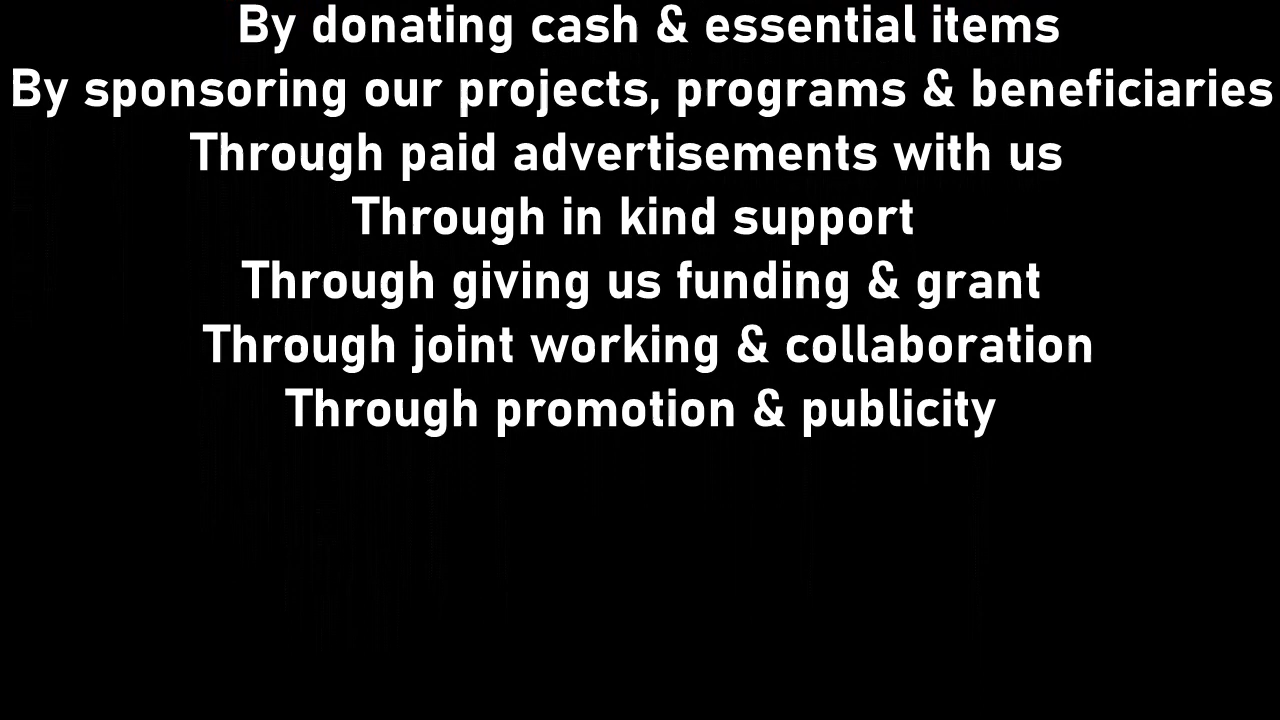 By donating cash & essential items
By sponsoring our projects, programs & beneficiaries
Through paid advertisements with us
Through in kind support
Through giving us funding & grant
Through joint working & collaboration
Through promotion & publicity